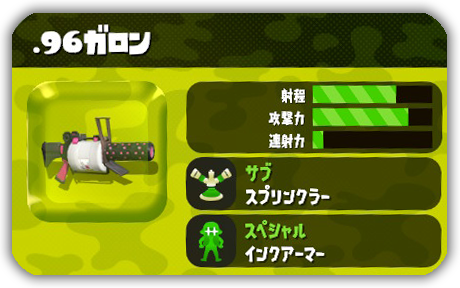 .96ガロン
射程
攻撃力
連射力
サブ
スプリンクラー
スペシャル
インクアーマー